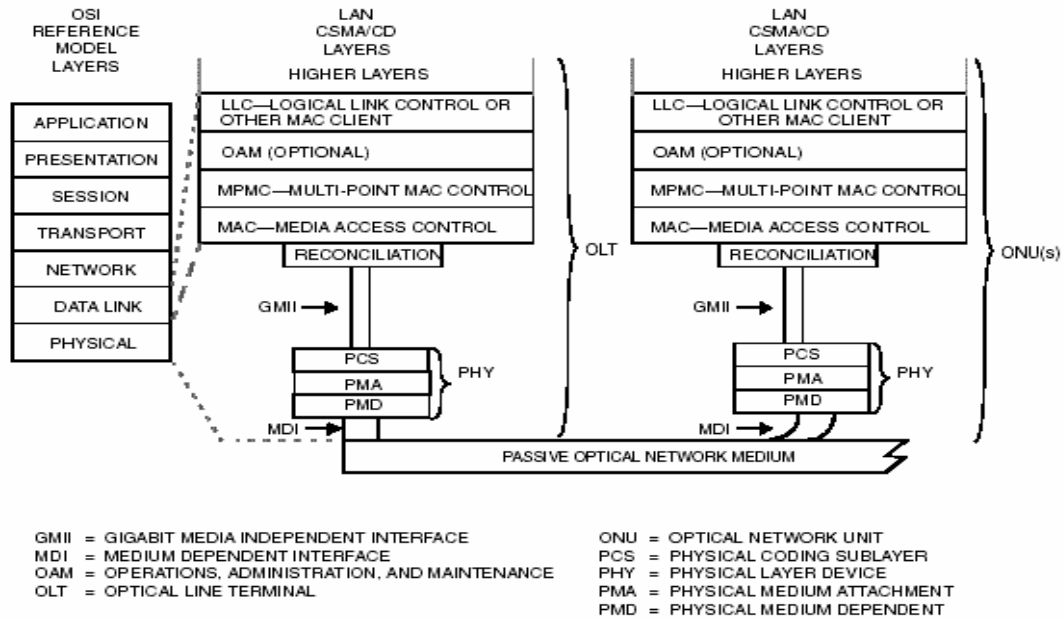 OSI
REFERENCE
MODEL
LAYERS
APPLICATION
PRESENTATION
SESSION
TRANSPORT
NETWORK
DATA LINK
PHYSICAL
LAN
CSMA/CD
LAYERS
HIGHER LAYERS
LLC—LOGICAL LINK CONTROL OR
OTHER MAC CLIENT
OAM (OPTIONAL)
MPMC—MULTI-POINT MAC CONTROL
MAC—MEDIA ACCESS CONTROL
RECONCILIATION
GMII
PCS
PMA
PMD
PHY
MDI
OLT
LAN
CSMA/CD
LAYERS
HIGHER LAYERS
LLC—LOGICAL LINK CONTROL OR
OTHER MAC CLIENT
OAM (OPTIONAL)
MPMC—MULTI-POINT MAC CONTROL
MAC—MEDIA ACCESS CONTROL
RECONCILIATION
GMII
PCS
PMA
PMD
PHY
MDI
ONU(s)
PASSIVE OPTICAL NETWORK MEDIUM
GMII = GIGABIT MEDIA INDEPENDENT INTERFACE
MDI = MEDIUM DEPENDENT INTERFACE
OAM = OPERATIONS, ADMINISTRATION, AND MAINTENANCE
OLT = OPTICAL LINE TERMINAL
ONU = OPTICAL NETWORK UNIT
PCS = PHYSICAL CODING SUBLAYER
PHY = PHYSICAL LAYER DEVICE
PMA = PHYSICAL MEDIUM ATTACHMENT
PMD = PHYSICAL MEDIUM DEPENDENT